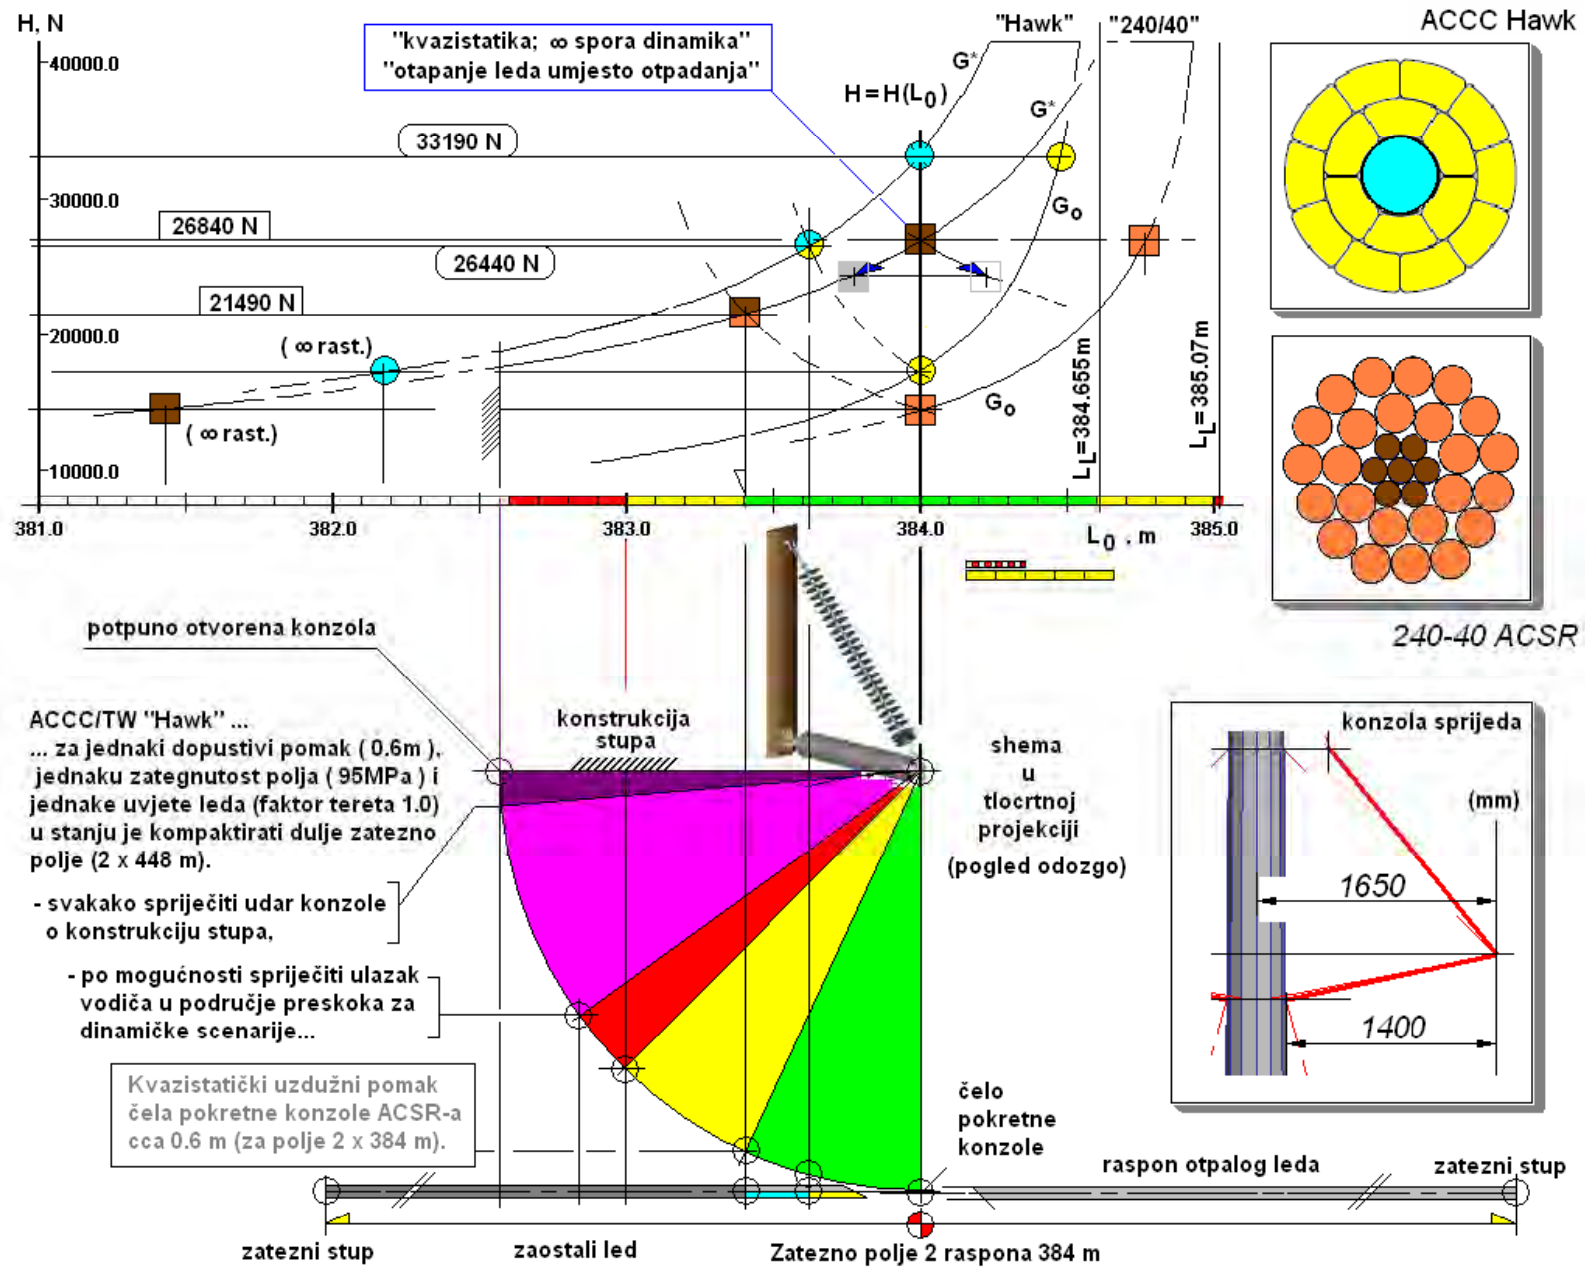 H, N
"Hawk"
"240/40"
ACCC Hawk
40000.0
"kvazistatika; ∞ spora dinamika"
"otapanje leda umjesto otpadanja"
G*
H = H(L₀)
G*
33190 N
30000.0
26840 N
G₀
26440 N
21490 N
20000.0
( ∞ rast.)
( ∞ rast.)
G₀
L_L=384.655m
L_L=385.07m
10000.0
381.0
382.0
383.0
384.0
385.0
L₀ , m
240-40 ACSR
potpuno otvorena konzola
ACCC/TW "Hawk" ...
... za jednaki dopustivi pomak ( 0.6m ),
jednaku zategnutost polja ( 95MPa ) i
jednake uvjete leda (faktor tereta 1.0)
u stanju je kompaktirati dulje zatezno
polje (2 x 448 m).
konstrukcija
stupa
shema
u
tlocrtnoj
projekciji
(pogled odozgo)
konzola sprijeda
(mm)
1650
1400
- svakako spriječiti udar konzole
o konstrukciju stupa,
- po mogućnosti spriječiti ulazak
vodiča u područje preskoka za
dinamičke scenarije...
Kvazistatički uzdužni pomak
čela pokretne konzole ACSR-a
cca 0.6 m (za polje 2 x 384 m).
čelo
pokretne
konzole
raspon otpalog leda
zatezni stup
zatezni stup
zaostali led
Zatezno polje 2 raspona 384 m